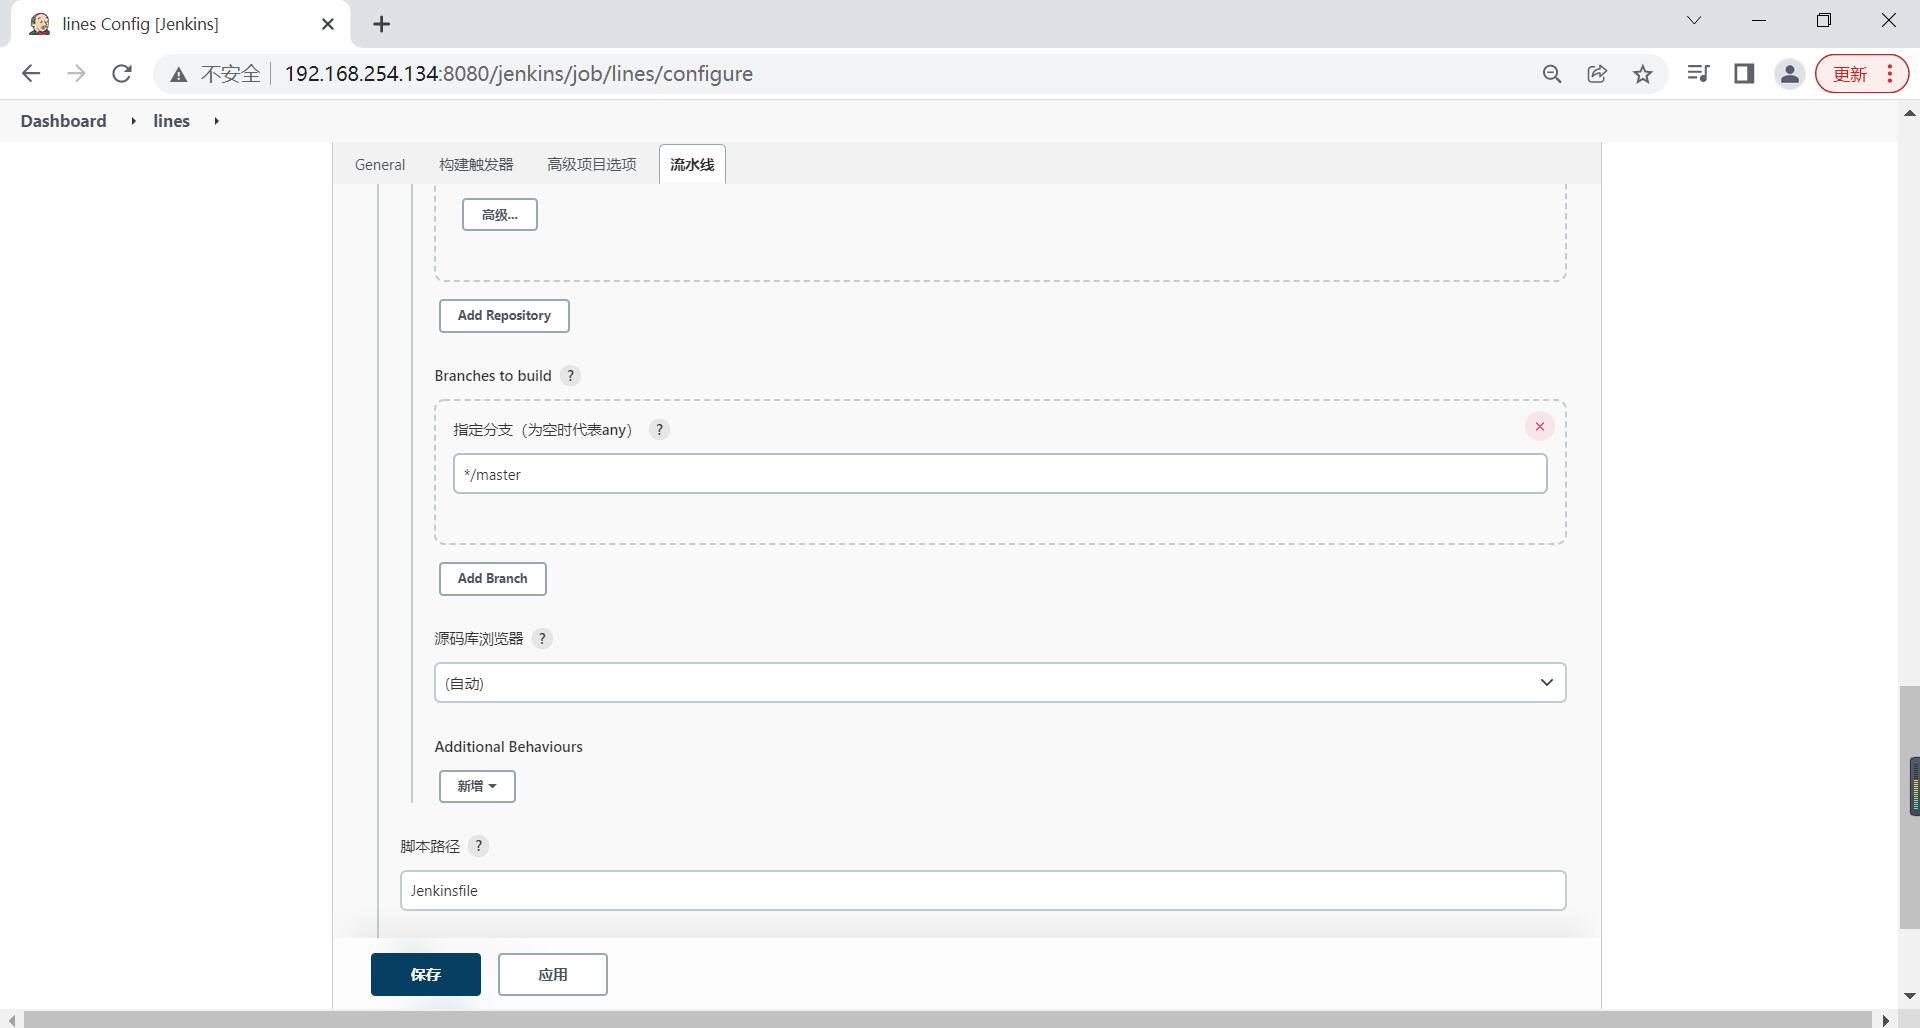 lines Config [Jenkins]
不安全 192.168.254.134:8080/jenkins/job/lines/configure
更新
Dashboard lines
General 构建触发器 高级项目选项 流水线
高级...
Add Repository
Branches to build ?
指定分支（为空时代表any） ?
*/master
Add Branch
源码库浏览器 ?
(自动)
Additional Behaviours
新增
脚本路径 ?
Jenkinsfile
保存 应用